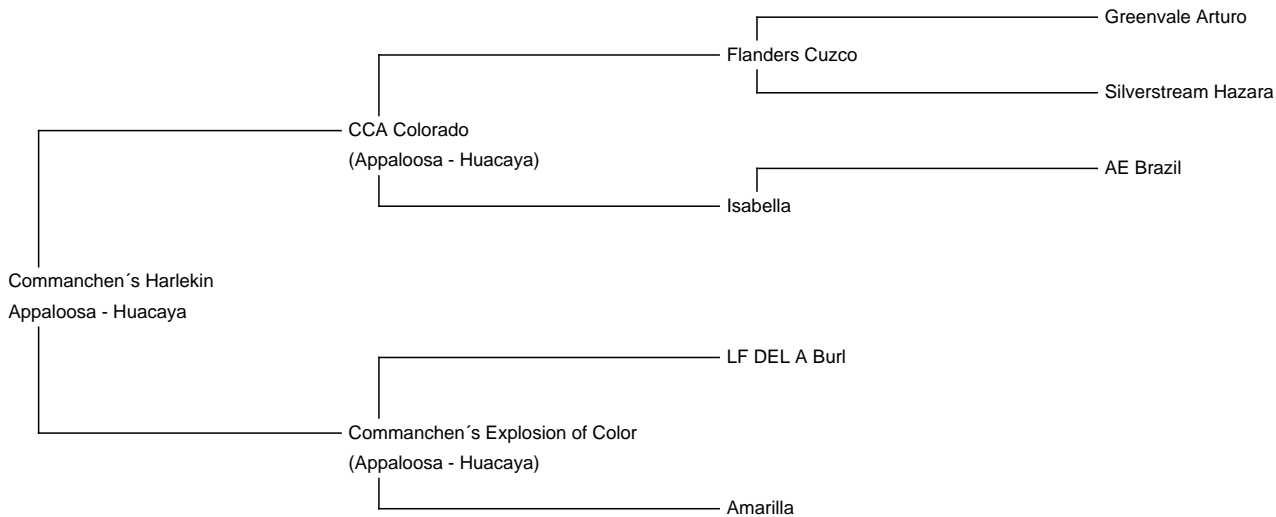 Greenvale Arturo
Flanders Cuzco
Silverstream Hazara
CCA Colorado
(Appaloosa - Huacaya)
AE Brazil
Isabella
Commanchen´s Harlekin
Appaloosa - Huacaya
LF DEL A Burl
Commanchen´s Explosion of Color
(Appaloosa - Huacaya)
Amarilla